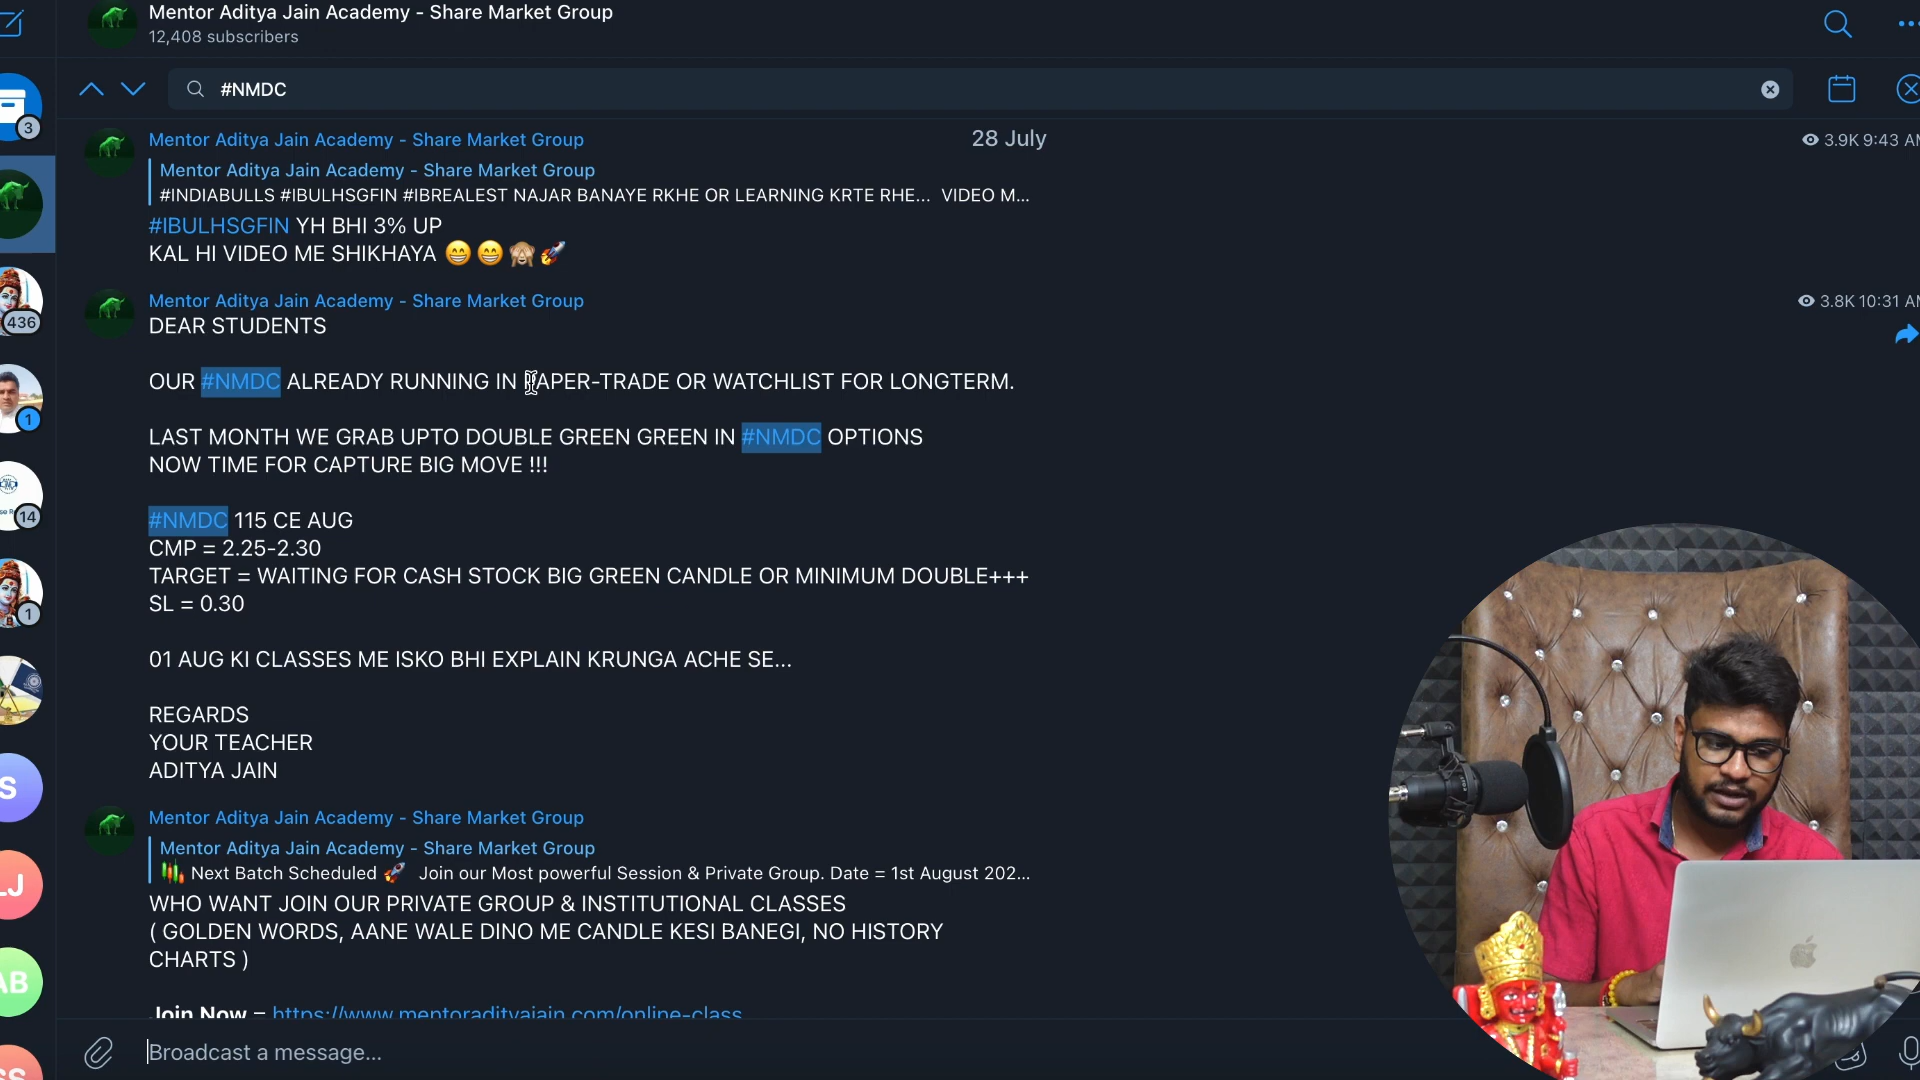 Mentor Aditya Jain Academy - Share Market Group
12,408 subscribers
#NMDC
3
28 July
Mentor Aditya Jain Academy - Share Market Group
3.9K 9:43 AM
Mentor Aditya Jain Academy - Share Market Group
#INDIABULLS #IBULHSGFIN #IBREALEST NAJAR BANAYE RKHE OR LEARNING KRTE RHE... VIDEO M...
#IBULHSGFIN YH BHI 3% UP
KAL HI VIDEO ME SHIKHAYA 😁😁🙈🚀
436
Mentor Aditya Jain Academy - Share Market Group
3.8K 10:31 AM
DEAR STUDENTS
OUR #NMDC ALREADY RUNNING IN PAPER-TRADE OR WATCHLIST FOR LONGTERM.
1
LAST MONTH WE GRAB UPTO DOUBLE GREEN GREEN IN #NMDC OPTIONS
NOW TIME FOR CAPTURE BIG MOVE !!!
14
#NMDC 115 CE AUG
CMP = 2.25-2.30
TARGET = WAITING FOR CASH STOCK BIG GREEN CANDLE OR MINIMUM DOUBLE+++
SL = 0.30
1
01 AUG KI CLASSES ME ISKO BHI EXPLAIN KRUNGA ACHE SE...
REGARDS
YOUR TEACHER
ADITYA JAIN
S
Mentor Aditya Jain Academy - Share Market Group
Mentor Aditya Jain Academy - Share Market Group
Next Batch Scheduled 🚀 Join our Most powerful Session & Private Group. Date = 1st August 202...
LJ
WHO WANT JOIN OUR PRIVATE GROUP & INSTITUTIONAL CLASSES
( GOLDEN WORDS, AANE WALE DINO ME CANDLE KESI BANEGI, NO HISTORY
CHARTS )
AB
Join Now = https://www.mentoradityajain.com/online-class
Broadcast a message...
SS